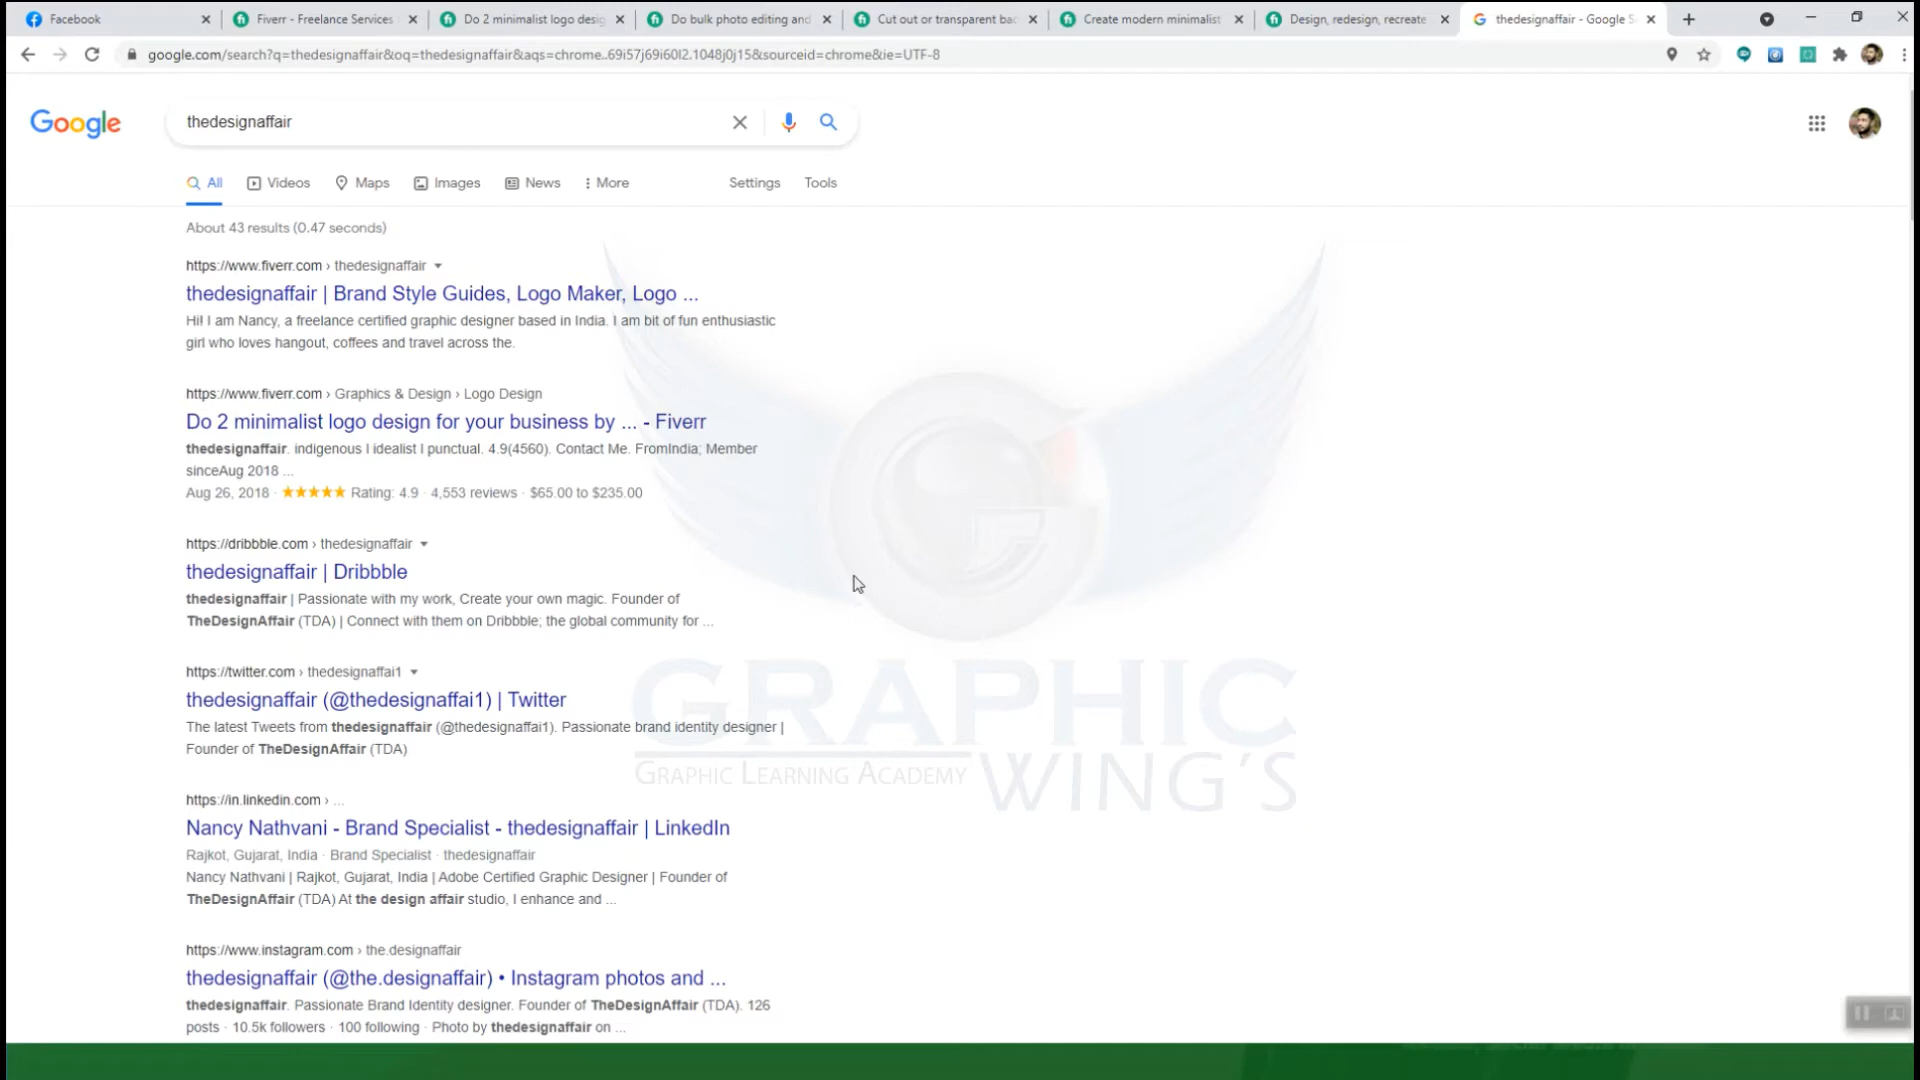 Facebook
Fiverr - Freelance Services
Do 2 minimalist logo desig
Do bulk photo editing and
Cut out or transparent bac
Create modern minimalist
Design, redesign, recreate
thedesignaffair - Google S
google.com/search?q=thedesignaffair&oq=thedesignaffair&aqs=chrome..69i57j69i60l2.1048j0j15&sourceid=chrome&ie=UTF-8
Google
thedesignaffair
All
Videos
Maps
Images
News
More
Settings
Tools
About 43 results (0.47 seconds)
https://www.fiverr.com › thedesignaffair
thedesignaffair | Brand Style Guides, Logo Maker, Logo ...
Hi! I am Nancy, a freelance certified graphic designer based in India. I am bit of fun enthusiastic
girl who loves hangout, coffees and travel across the.
https://www.fiverr.com › Graphics & Design › Logo Design
Do 2 minimalist logo design for your business by ... - Fiverr
thedesignaffair. indigenous I idealist I punctual. 4.9(4560). Contact Me. FromIndia; Member
sinceAug 2018 ...
Aug 26, 2018 · Rating: 4.9 · 4,553 reviews · $65.00 to $235.00
https://dribbble.com › thedesignaffair
thedesignaffair | Dribbble
thedesignaffair | Passionate with my work, Create your own magic. Founder of
TheDesignAffair (TDA) | Connect with them on Dribbble; the global community for ...
https://twitter.com › thedesignaffai1
thedesignaffair (@thedesignaffai1) | Twitter
The latest Tweets from thedesignaffair (@thedesignaffai1). Passionate brand identity designer |
Founder of TheDesignAffair (TDA)
https://in.linkedin.com › ...
Nancy Nathvani - Brand Specialist - thedesignaffair | LinkedIn
Rajkot, Gujarat, India · Brand Specialist · thedesignaffair
Nancy Nathvani | Rajkot, Gujarat, India | Adobe Certified Graphic Designer | Founder of
TheDesignAffair (TDA) At the design affair studio, I enhance and ...
https://www.instagram.com › the.designaffair
thedesignaffair (@the.designaffair) • Instagram photos and ...
thedesignaffair. Passionate Brand Identity designer. Founder of TheDesignAffair (TDA). 126
posts · 10.5k followers · 100 following · Photo by thedesignaffair on ...
GRAPHIC
GRAPHIC LEARNING ACADEMY
WING'S